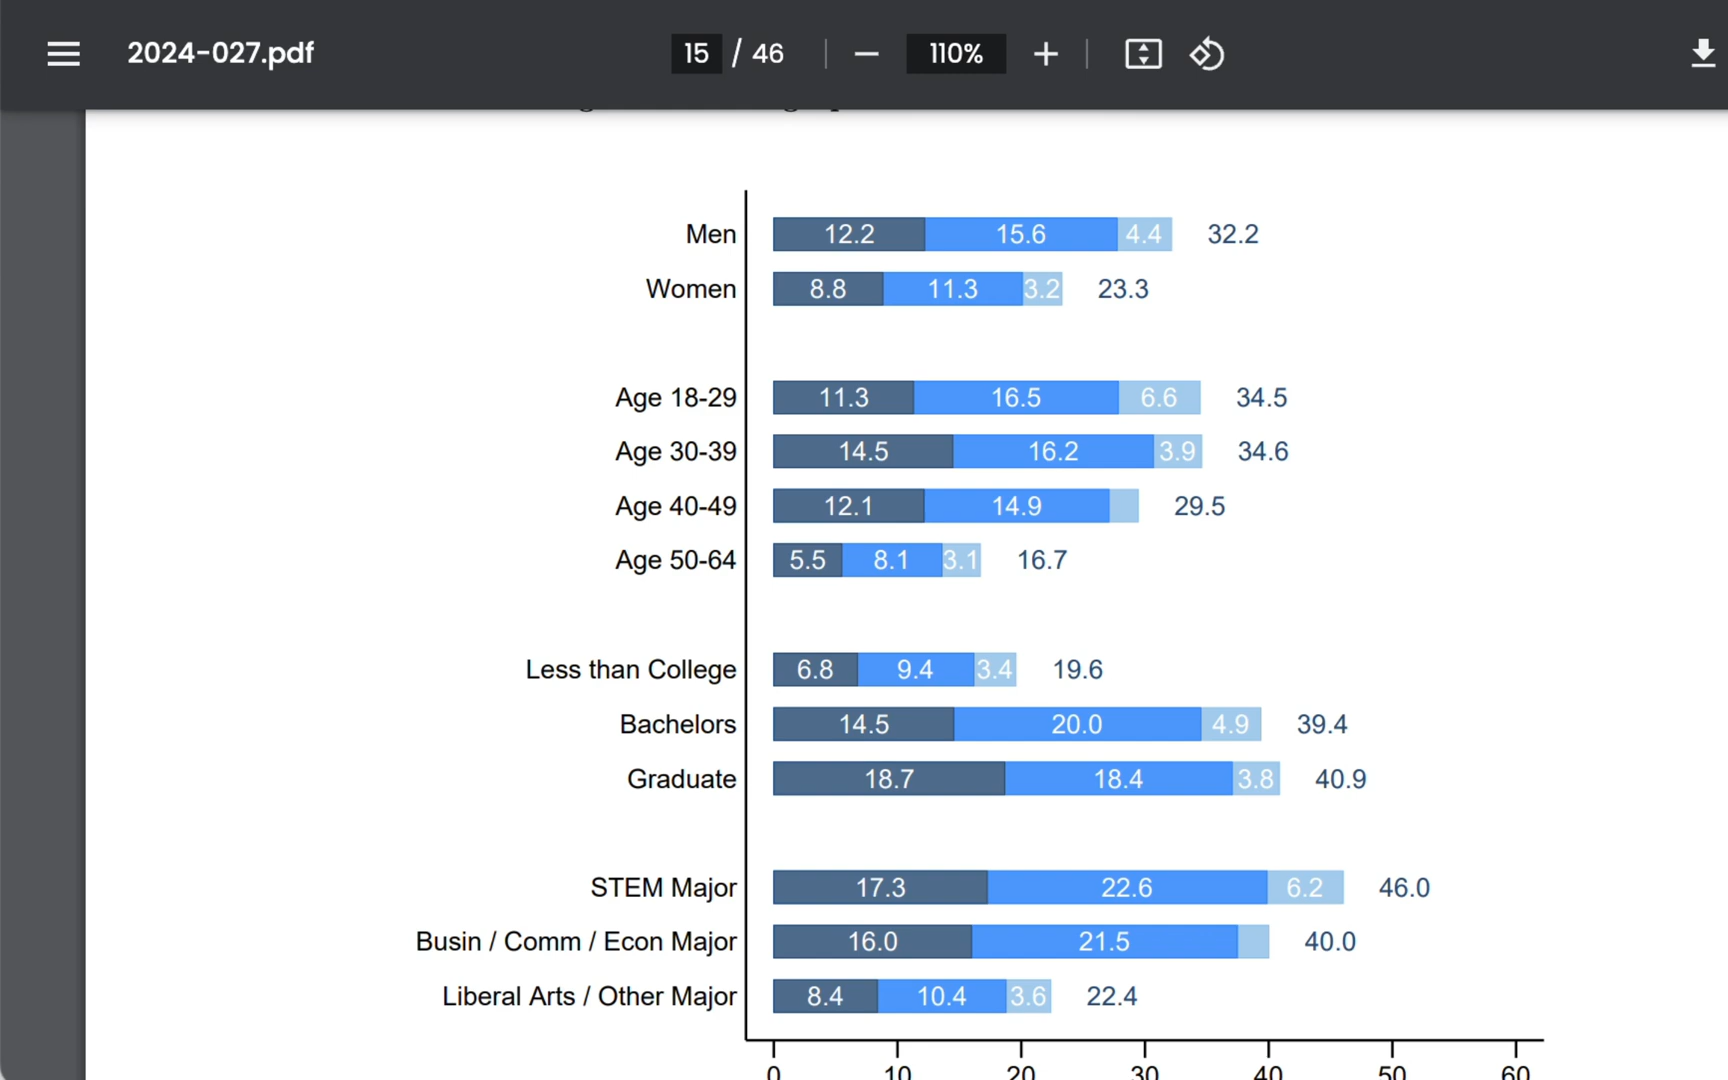 2024-027.pdf
15 / 46
110%
Men 12.2 15.6 4.4 32.2
Women 8.8 11.3 3.2 23.3
Age 18-29 11.3 16.5 6.6 34.5
Age 30-39 14.5 16.2 3.9 34.6
Age 40-49 12.1 14.9 29.5
Age 50-64 5.5 8.1 3.1 16.7
Less than College 6.8 9.4 3.4 19.6
Bachelors 14.5 20.0 4.9 39.4
Graduate 18.7 18.4 3.8 40.9
STEM Major 17.3 22.6 6.2 46.0
Busin / Comm / Econ Major 16.0 21.5 40.0
Liberal Arts / Other Major 8.4 10.4 3.6 22.4
0 10 20 30 40 50 60